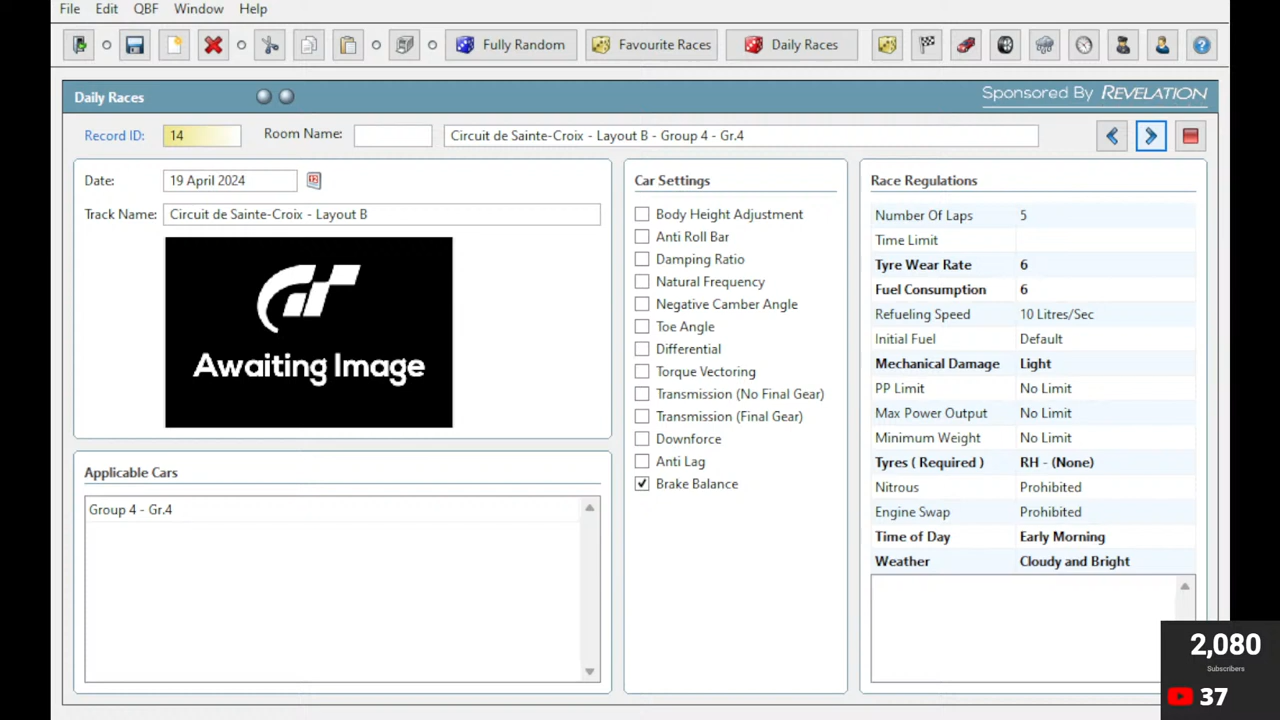 File Edit QBF Window Help
Fully Random Favourite Races Daily Races
Daily Races
Sponsored By REVELATION
Record ID: 14 Room Name: Circuit de Sainte-Croix - Layout B - Group 4 - Gr.4
Date: 19 April 2024
Track Name: Circuit de Sainte-Croix - Layout B
Awaiting Image
Applicable Cars
Group 4 - Gr.4
Car Settings
Body Height Adjustment
Anti Roll Bar
Damping Ratio
Natural Frequency
Negative Camber Angle
Toe Angle
Differential
Torque Vectoring
Transmission (No Final Gear)
Transmission (Final Gear)
Downforce
Anti Lag
Brake Balance
Race Regulations
Number Of Laps 5
Time Limit
Tyre Wear Rate 6
Fuel Consumption 6
Refueling Speed 10 Litres/Sec
Initial Fuel Default
Mechanical Damage Light
PP Limit No Limit
Max Power Output No Limit
Minimum Weight No Limit
Tyres ( Required ) RH - (None)
Nitrous Prohibited
Engine Swap Prohibited
Time of Day Early Morning
Weather Cloudy and Bright
2,080
Subscribers
37